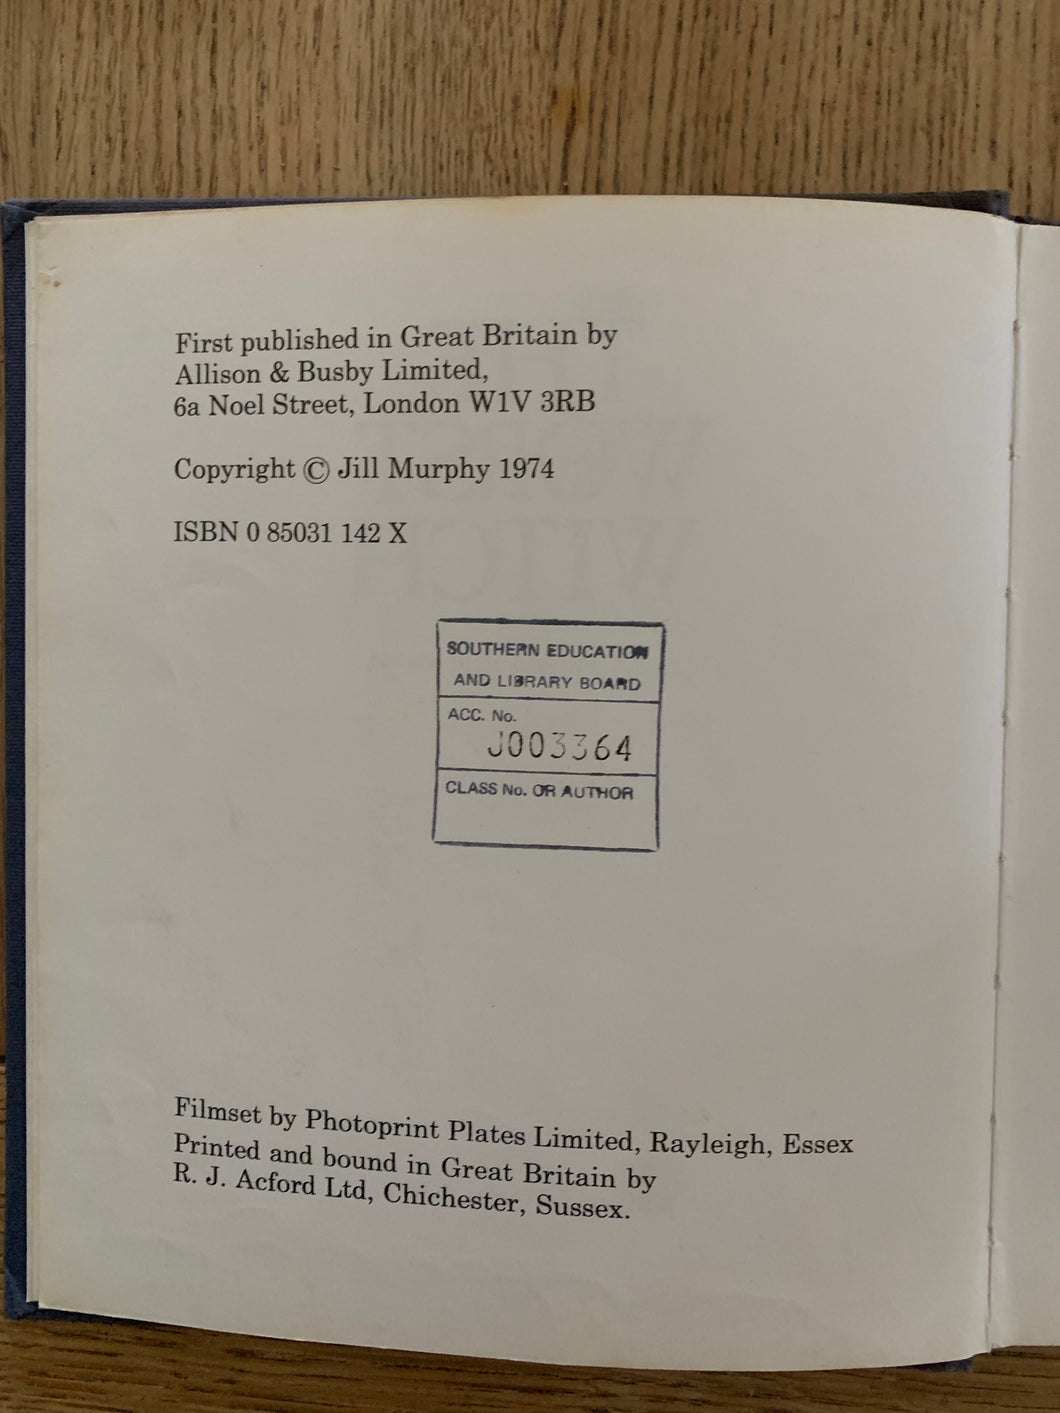 First published in Great Britain by
Allison & Busby Limited,
6a Noel Street, London W1V 3RB
Copyright © Jill Murphy 1974
ISBN 0 85031 142 X
SOUTHERN EDUCATION
AND LIBRARY BOARD
ACC. No.
J003364
CLASS No. OR AUTHOR
Filmset by Photoprint Plates Limited, Rayleigh, Essex
Printed and bound in Great Britain by
R. J. Acford Ltd, Chichester, Sussex.